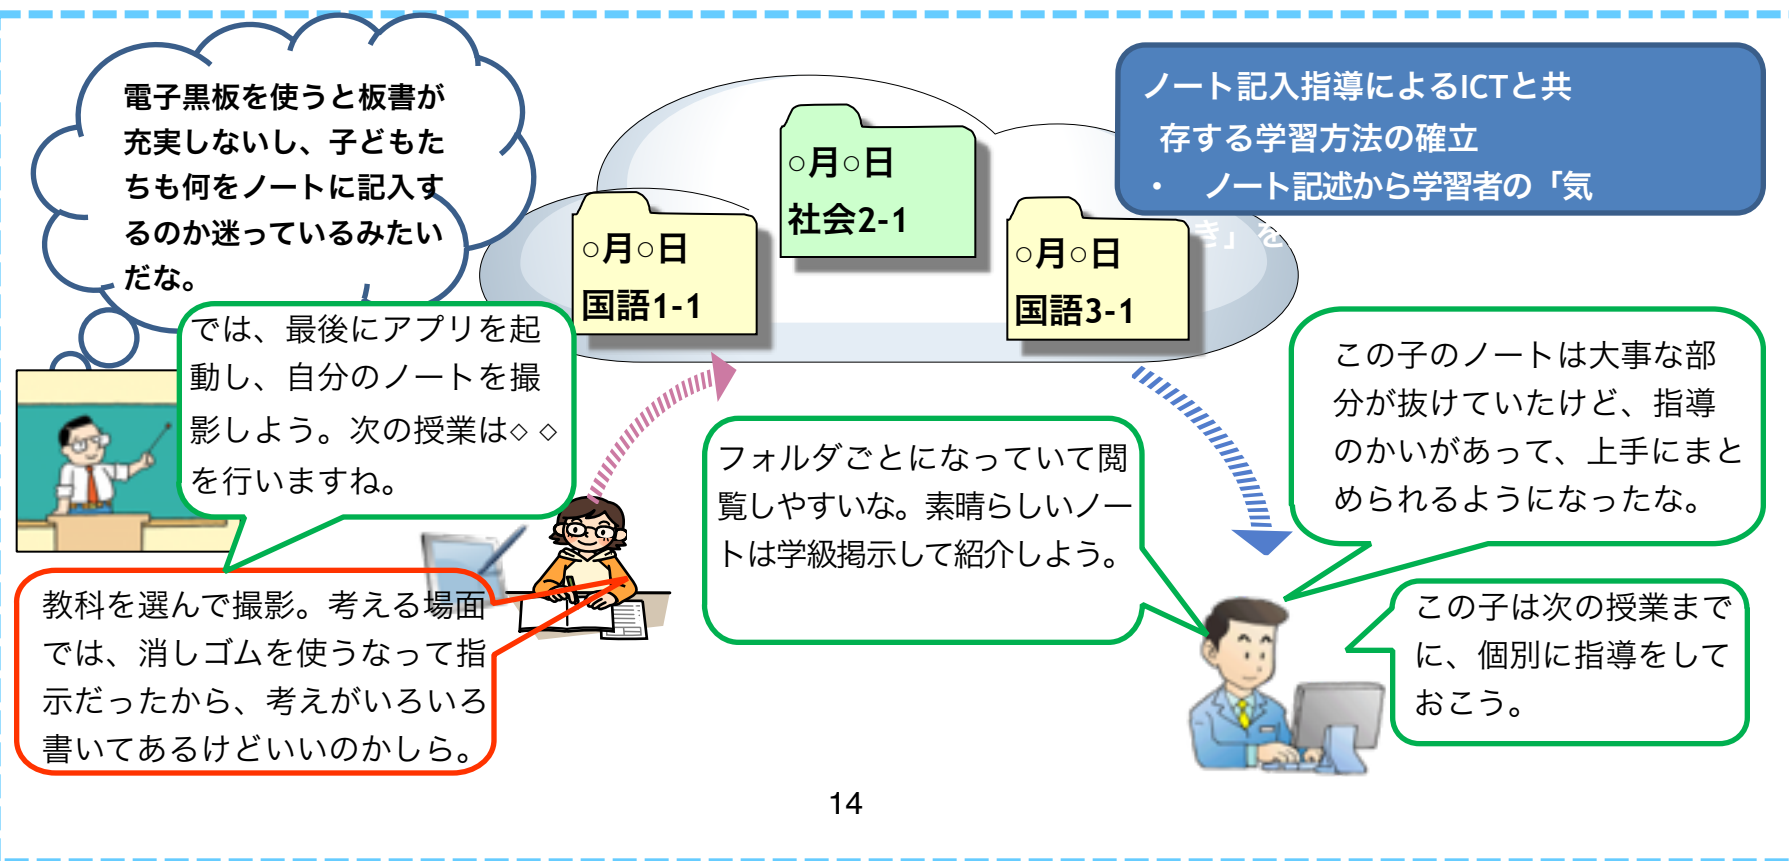 電子黒板を使うと板書が
充実しないし、子どもた
ちも何をノートに記入す
るのか迷っているみたい
だな。
○月○日
社会2-1
○月○日
国語1-1
○月○日
国語3-1
ノート記入指導によるICTと共
存する学習方法の確立
・ ノート記述から学習者の「気
き」を
では、最後にアプリを起
動し、自分のノートを撮
影しよう。次の授業は◇◇
を行いますね。
教科を選んで撮影。考える場面
では、消しゴムを使うなって指
示だったから、考えがいろいろ
書いてあるけどいいのかしら。
フォルダごとになっていて閲
覧しやすいな。素晴らしいノー
トは学級掲示して紹介しよう。
この子のノートは大事な部
分が抜けていたけど、指導
のかいがあって、上手にまと
められるようになったな。
この子は次の授業まで
に、個別に指導をして
おこう。
14